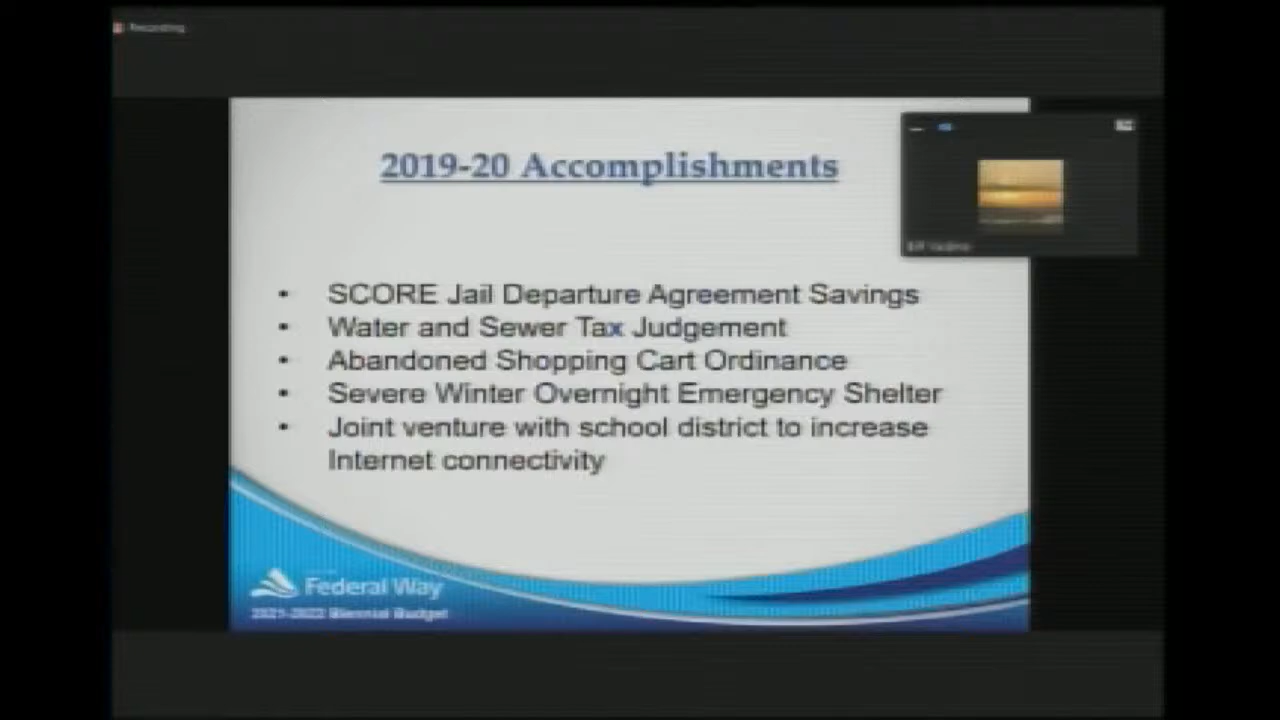 Recording
2019-20 Accomplishments
• SCORE Jail Departure Agreement Savings
• Water and Sewer Tax Judgement
• Abandoned Shopping Cart Ordinance
• Severe Winter Overnight Emergency Shelter
• Joint venture with school district to increase
Internet connectivity
Federal Way
2021-2022 Biennial Budget